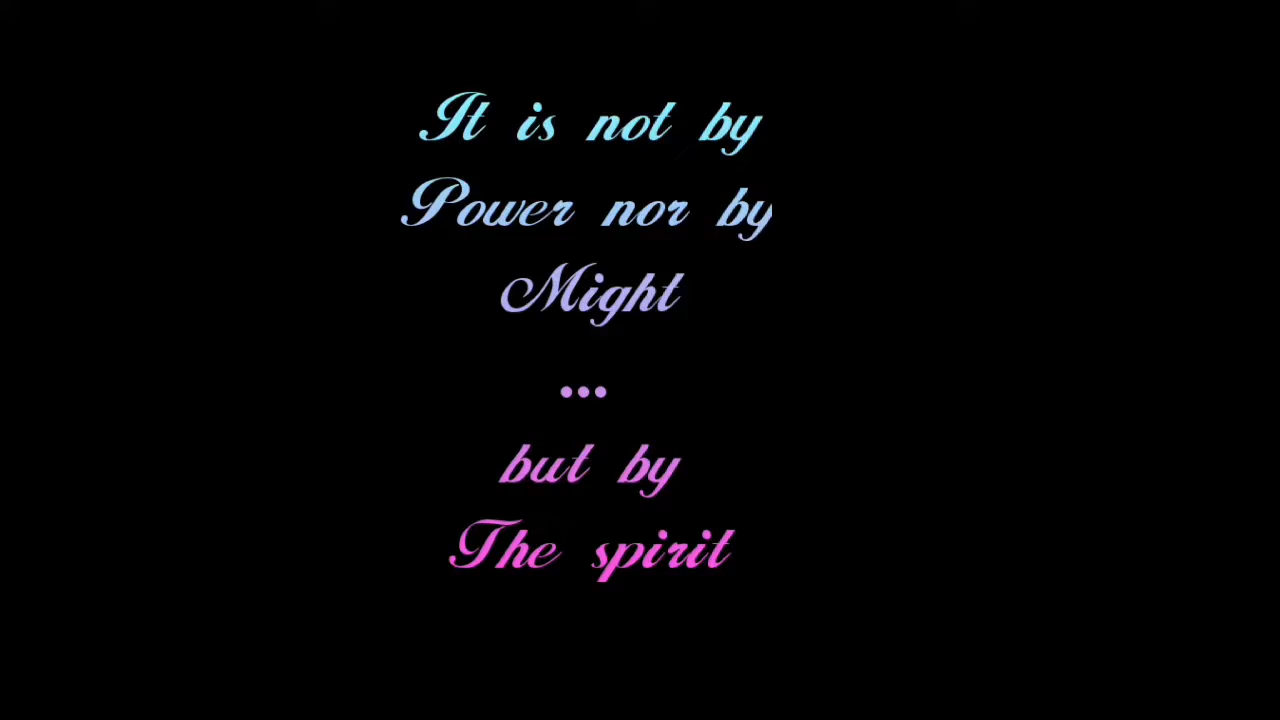 It is not by
Power nor by
Might
...
but by
The spirit